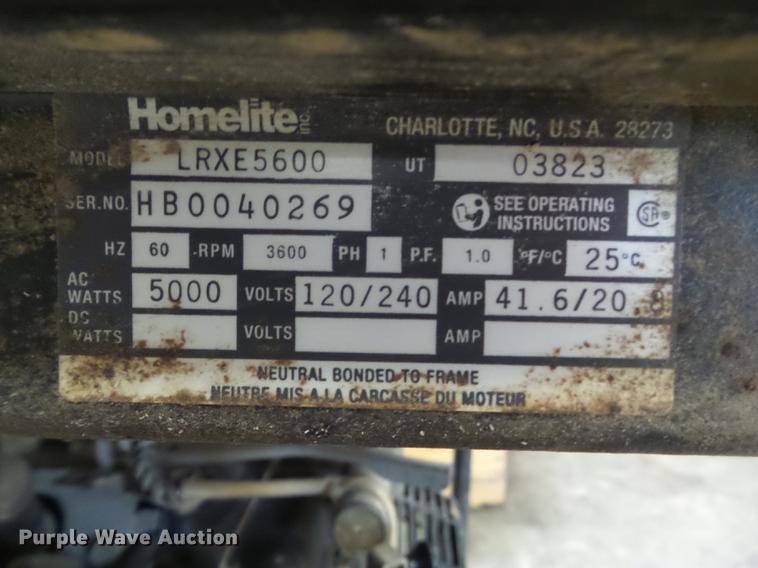 Homelite inc.
CHARLOTTE, NC, U.S.A. 28273
MODEL LRXE5600 UT 03823
SER.NO. HB0040269 SEE OPERATING INSTRUCTIONS SA®
HZ 60 RPM 3600 PH 1 P.F. 1.0 °F/°C 25°C
AC WATTS 5000 VOLTS 120/240 AMP 41.6/20.8
DC WATTS VOLTS AMP
NEUTRAL BONDED TO FRAME
NEUTRE MIS A LA CARCASSE DU MOTEUR
Purple Wave Auction